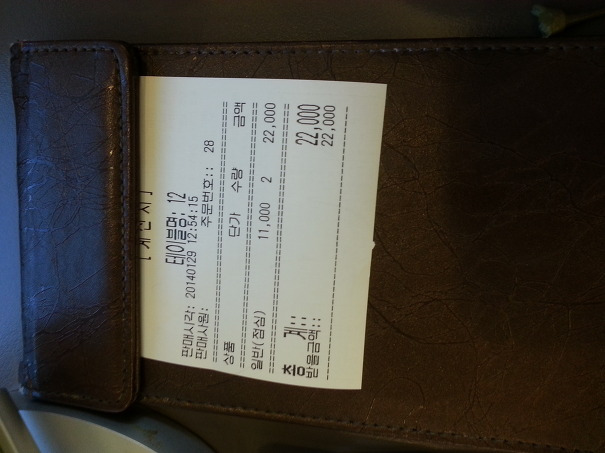 [계산서]
테이블명: 12
판매시각: 20140129 12:54:15
판매사원: 주문번호:: 28
상품 단가 수량 금액
일반(점심) 11,000 2 22,000
총 계:: 22,000
받을금액:: 22,000